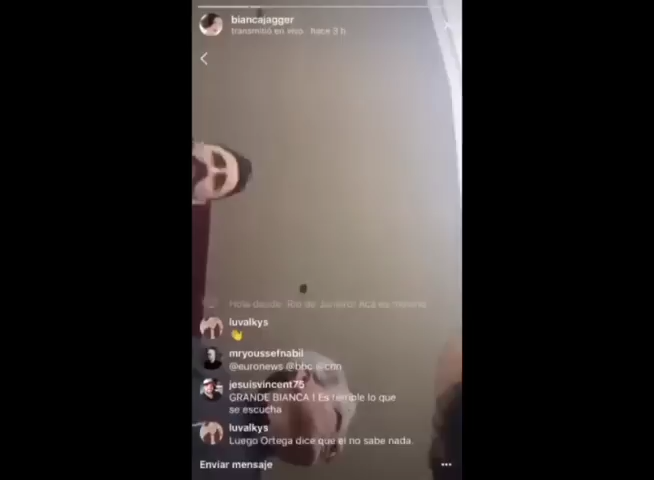 biancajagger
transmitió en vivo · hace 3 h
Hola desde Rio de Janeiro! Acá es
luvalkys
👋
mryoussefnabil
@euronews @bbc @cnn
jesuisvincent75
GRANDE BIANCA ! Es terrible lo que
se escucha
luvalkys
Luego Ortega dice que el no sabe nada.
Enviar mensaje